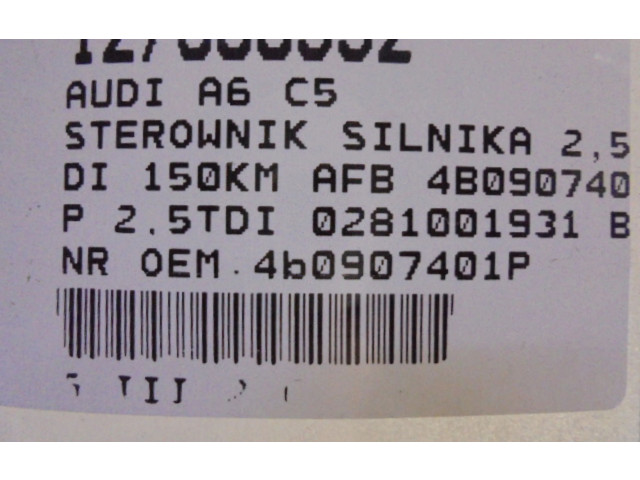 AUDI A6 C5
STEROWNIK SILNIKA 2,5
DI 150KM AFB 4B090740
P 2.5TDI 0281001931 B
NR OEM.4b0907401P